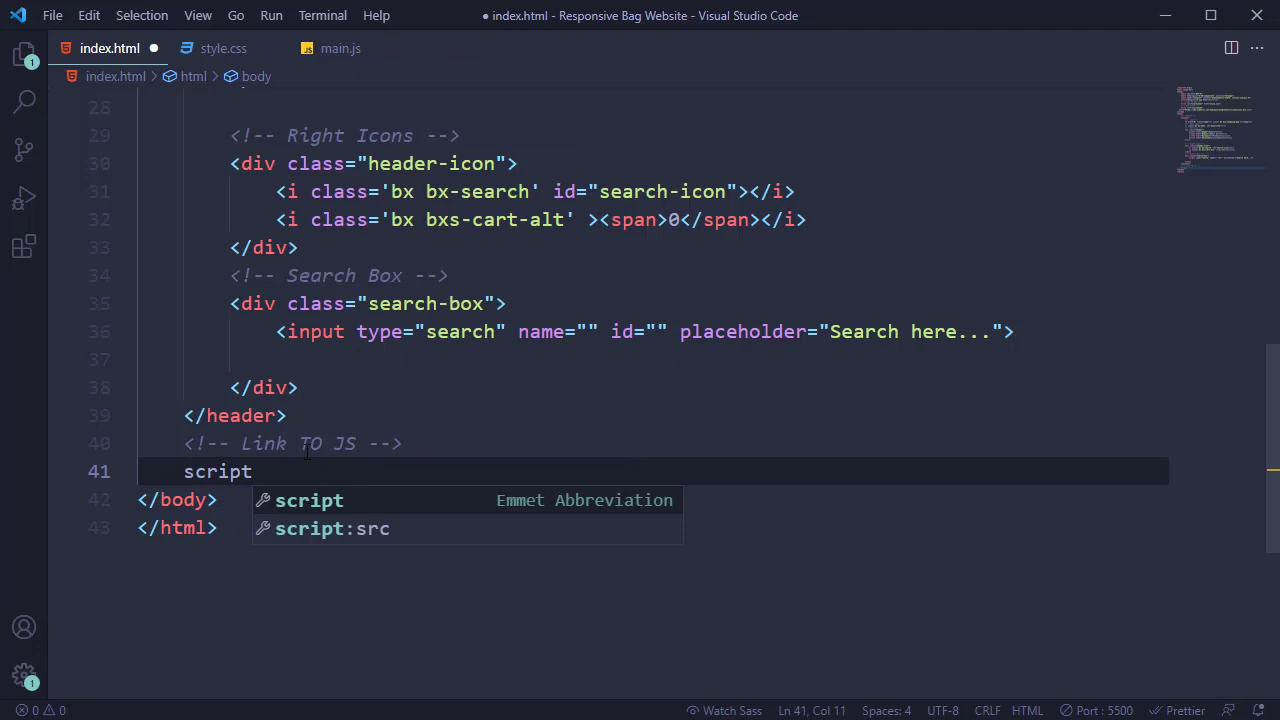 File Edit Selection View Go Run Terminal Help ● index.html - Responsive Bag Website - Visual Studio Code
index.html ● style.css main.js
index.html > html > body
28
29 <!-- Right Icons -->
30 <div class="header-icon">
31 <i class='bx bx-search' id="search-icon"></i>
32 <i class='bx bxs-cart-alt' ><span>0</span></i>
33 </div>
34 <!-- Search Box -->
35 <div class="search-box">
36 <input type="search" name="" id="" placeholder="Search here...">
37
38 </div>
39 </header>
40 <!-- Link TO JS -->
41 script
42 </body>
script Emmet Abbreviation
43 </html>
script:src
1
1
0 0 Watch Sass Ln 41, Col 11 Spaces: 4 UTF-8 CRLF HTML Port : 5500 Prettier